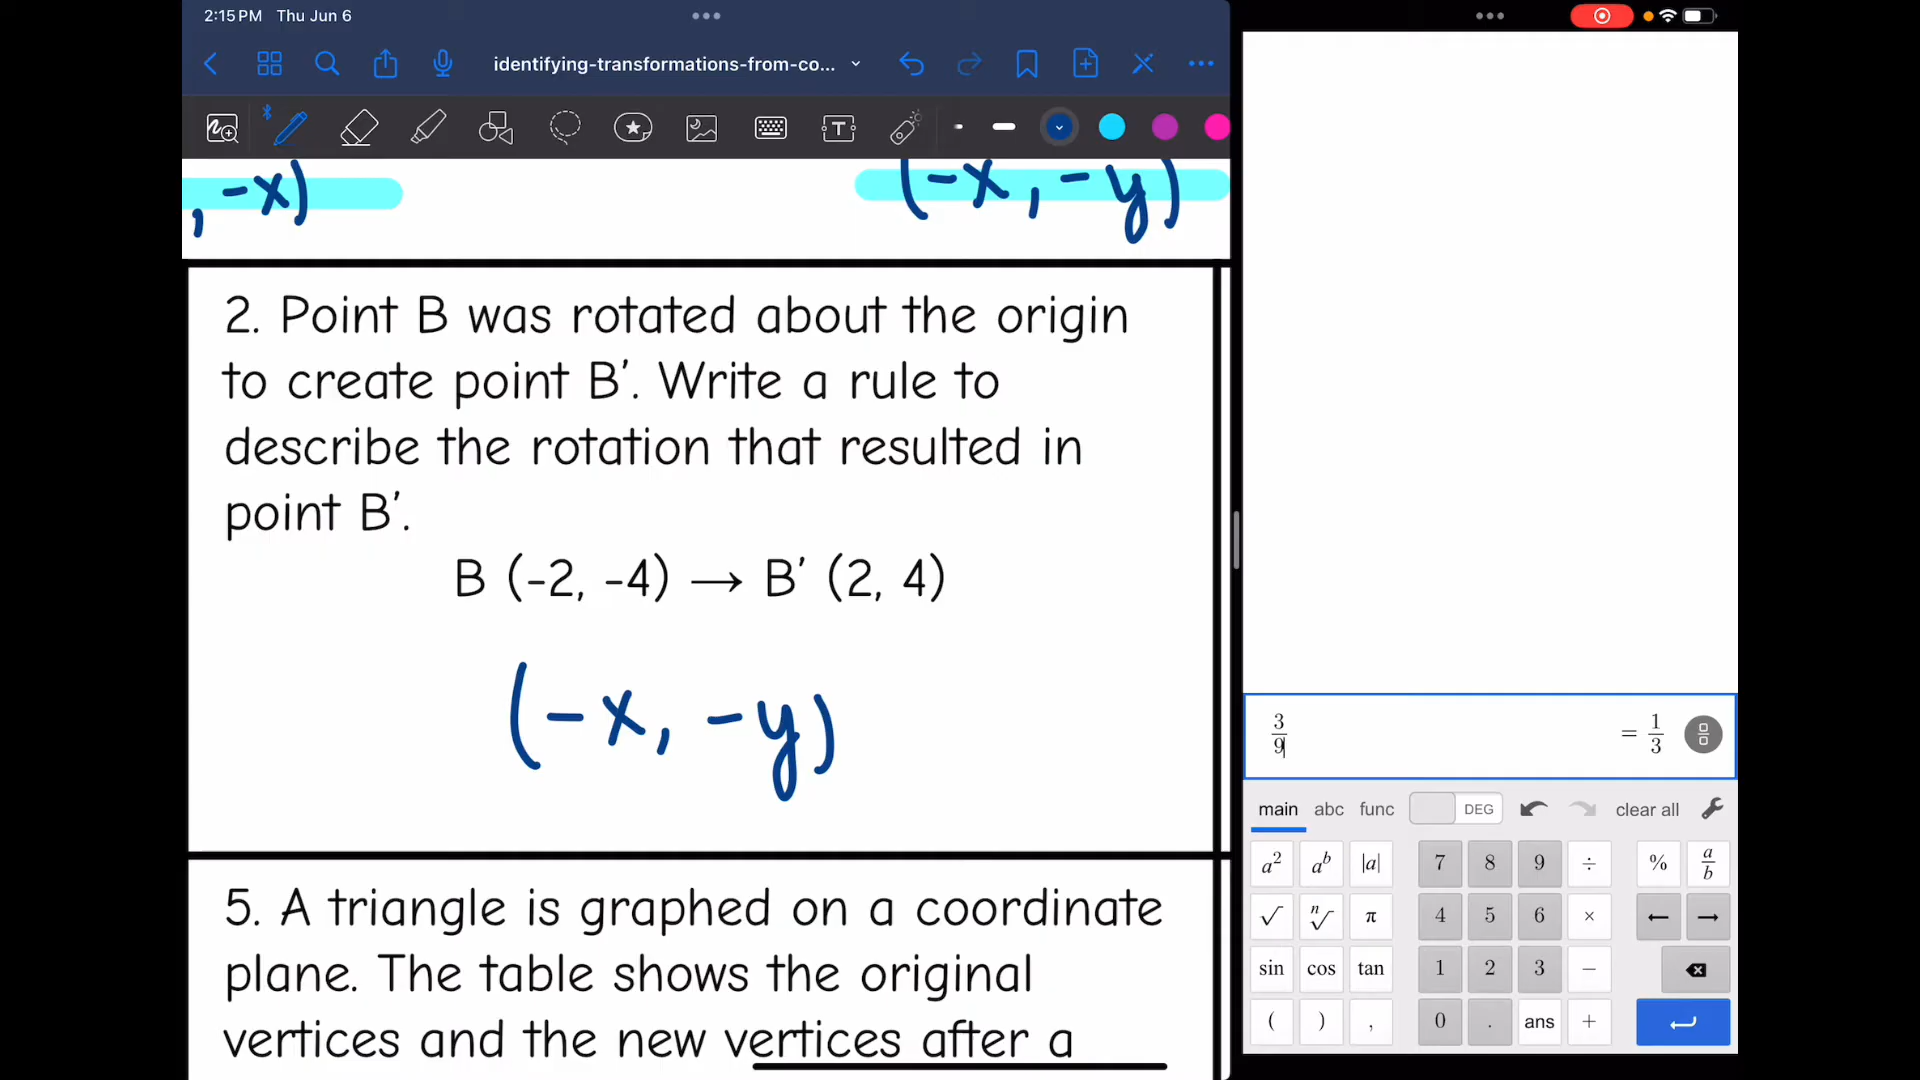 2:15 PM Thu Jun 6
identifying-transformations-from-co...
, -x)
(-x, -y)
2. Point B was rotated about the origin
to create point B'. Write a rule to
describe the rotation that resulted in
point B'.
B (-2, -4) → B' (2, 4)
(-x, -y)
5. A triangle is graphed on a coordinate
plane. The table shows the original
vertices and the new vertices after a
3/9 = 1/3
main abc func DEG clear all
a² aᵇ |a| 7 8 9 ÷ % a/b
√ ⁿ√ π 4 5 6 × ← →
sin cos tan 1 2 3 −
( ) , 0 . ans +